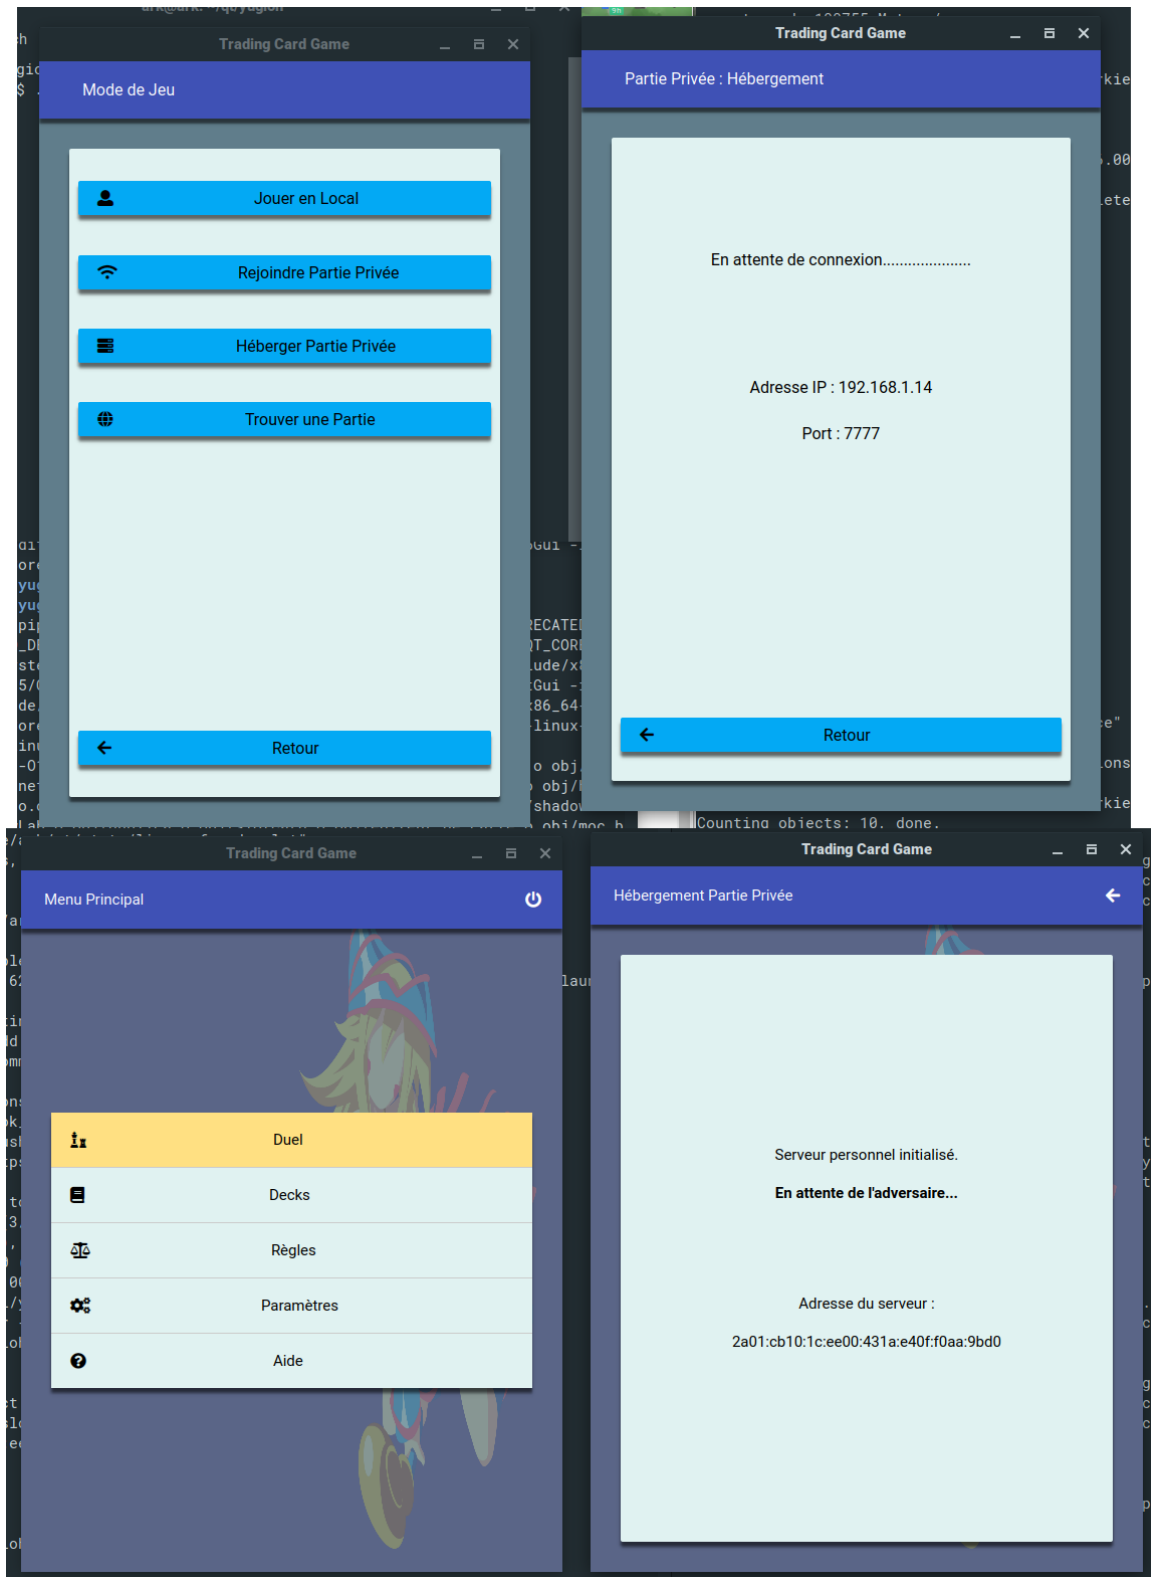 Trading Card Game
Mode de Jeu
Jouer en Local
Rejoindre Partie Privée
Héberger Partie Privée
Trouver une Partie
Retour
Trading Card Game
Partie Privée : Hébergement
En attente de connexion.....................
Adresse IP : 192.168.1.14
Port : 7777
Retour
Counting objects: 10, done.
Trading Card Game
Menu Principal
Duel
Decks
Règles
Paramètres
Aide
Trading Card Game
Hébergement Partie Privée
Serveur personnel initialisé.
En attente de l'adversaire...
Adresse du serveur :
2a01:cb10:1c:ee00:431a:e40f:f0aa:9bd0